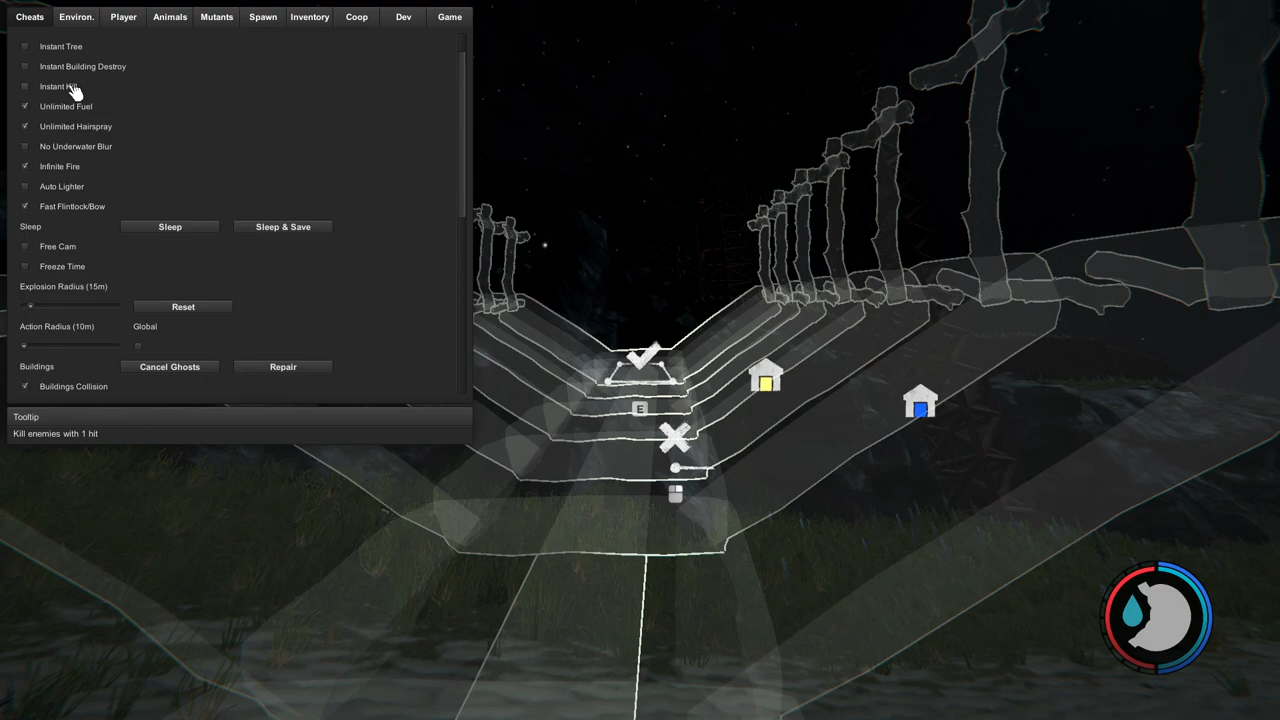 Cheats Environ. Player Animals Mutants Spawn Inventory Coop Dev Game
Instant Tree
Instant Building Destroy
Instant
Unlimited Fuel
Unlimited Hairspray
No Underwater Blur
Infinite Fire
Auto Lighter
Fast Flintlock/Bow
Sleep Sleep Sleep & Save
Free Cam
Freeze Time
Explosion Radius (15m)
Reset
Action Radius (10m) Global
Buildings Cancel Ghosts Repair
Buildings Collision
Tooltip
Kill enemies with 1 hit
E